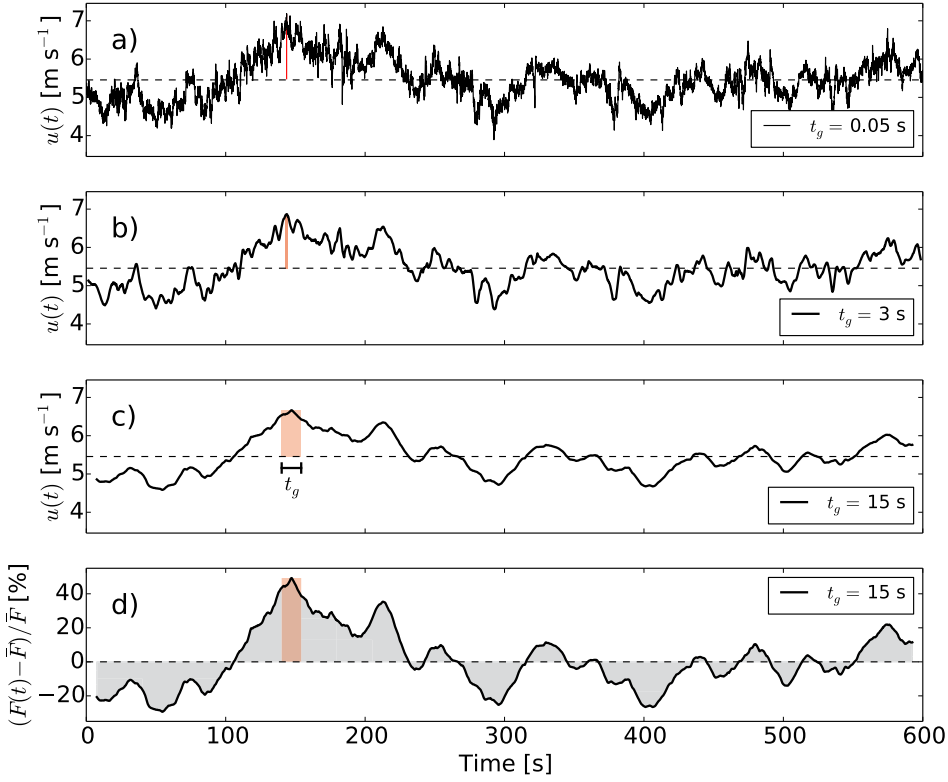 a)
u(t) [m s⁻¹]
7
6
5
4
t_g = 0.05 s
b)
u(t) [m s⁻¹]
7
6
5
4
t_g = 3 s
c)
u(t) [m s⁻¹]
7
6
5
4
t_g
t_g = 15 s
d)
(F(t)−F̄)/F̄ [%]
40
20
0
−20
t_g = 15 s
0 100 200 300 400 500 600
Time [s]